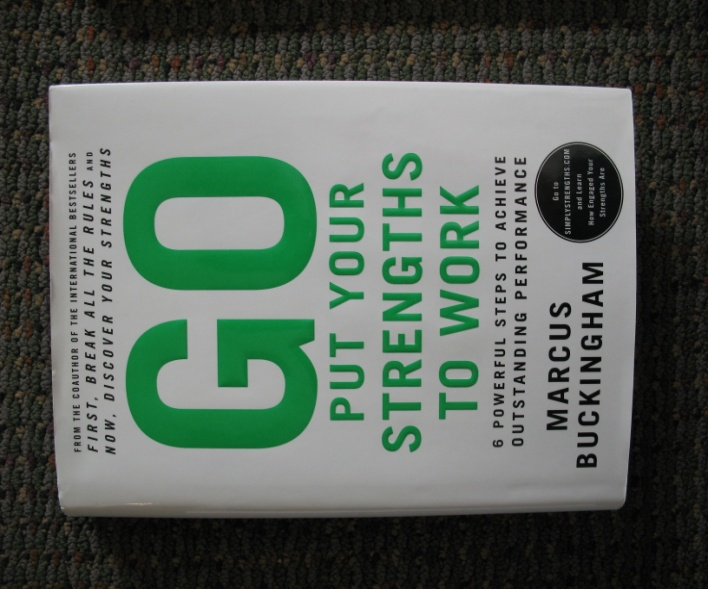 FROM THE COAUTHOR OF THE INTERNATIONAL BESTSELLERS
FIRST, BREAK ALL THE RULES AND
NOW, DISCOVER YOUR STRENGTHS
GO
PUT YOUR
STRENGTHS
TO WORK
6 POWERFUL STEPS TO ACHIEVE
OUTSTANDING PERFORMANCE
MARCUS
BUCKINGHAM
Go to
SIMPLYSTRENGTHS.COM
and Learn
How Engaged Your
Strengths Are